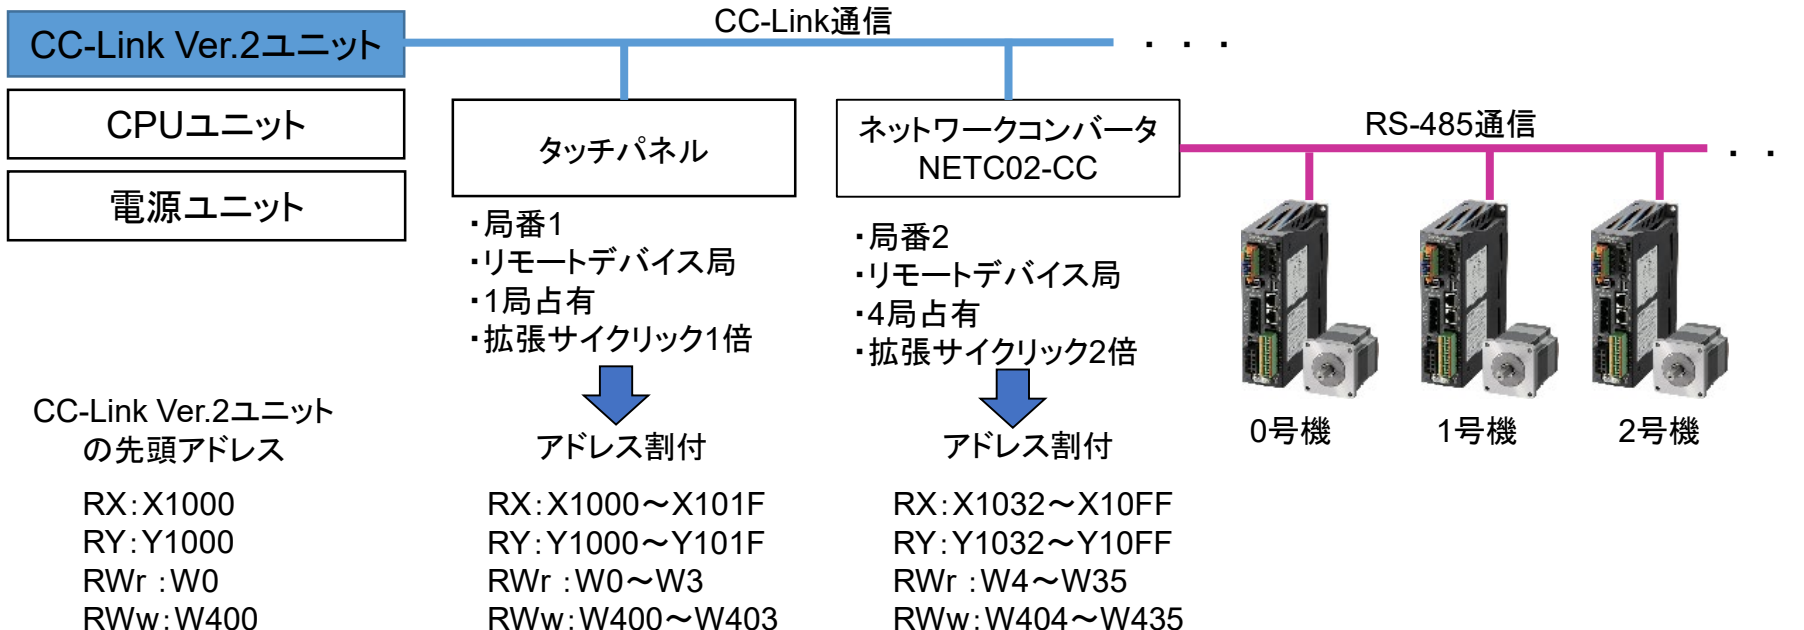 CC-Link Ver.2ユニット
CPUユニット
電源ユニット
CC-Link通信
・・・
タッチパネル
・局番1
・リモートデバイス局
・1局占有
・拡張サイクリック1倍
ネットワークコンバータ
NETC02-CC
・局番2
・リモートデバイス局
・4局占有
・拡張サイクリック2倍
RS-485通信
・・
0号機
1号機
2号機
CC-Link Ver.2ユニット
の先頭アドレス
RX：X1000
RY：Y1000
RWr：W0
RWw：W400
アドレス割付
RX：X1000～X101F
RY：Y1000～Y101F
RWr：W0～W3
RWw：W400～W403
アドレス割付
RX：X1032～X10FF
RY：Y1032～Y10FF
RWr：W4～W35
RWw：W404～W435